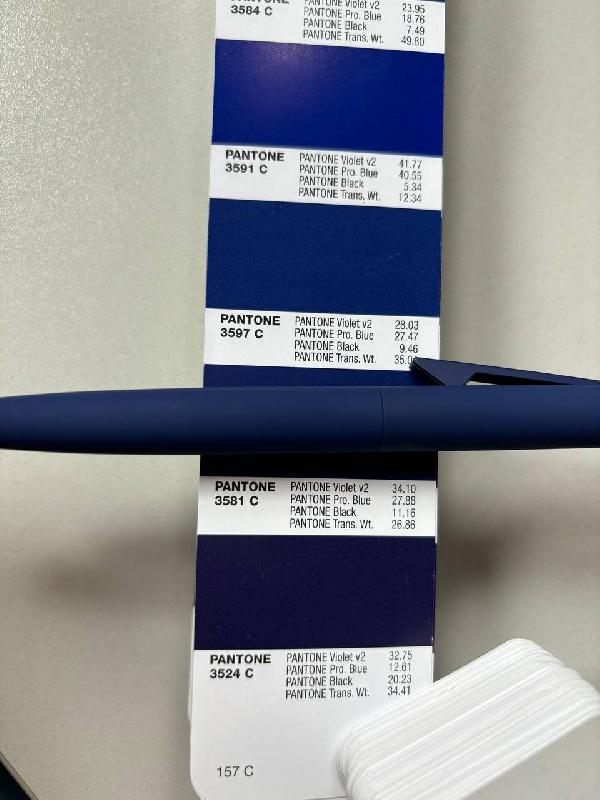 PANTONE Violet v2 23.95
3584 C PANTONE Pro. Blue 18.76
PANTONE Black 7.49
PANTONE Trans. Wt. 49.80
PANTONE PANTONE Violet v2 41.77
3591 C PANTONE Pro. Blue 40.55
PANTONE Black 5.34
PANTONE Trans. Wt. 12.34
PANTONE PANTONE Violet v2 28.03
3597 C PANTONE Pro. Blue 27.47
PANTONE Black 9.46
PANTONE Trans. Wt.
PANTONE PANTONE Violet v2 34.10
3581 C PANTONE Pro. Blue 27.88
PANTONE Black 11.16
PANTONE Trans. Wt. 26.86
PANTONE PANTONE Violet v2 32.75
3524 C PANTONE Pro. Blue 12.61
PANTONE Black 20.23
PANTONE Trans. Wt. 34.41
157 C